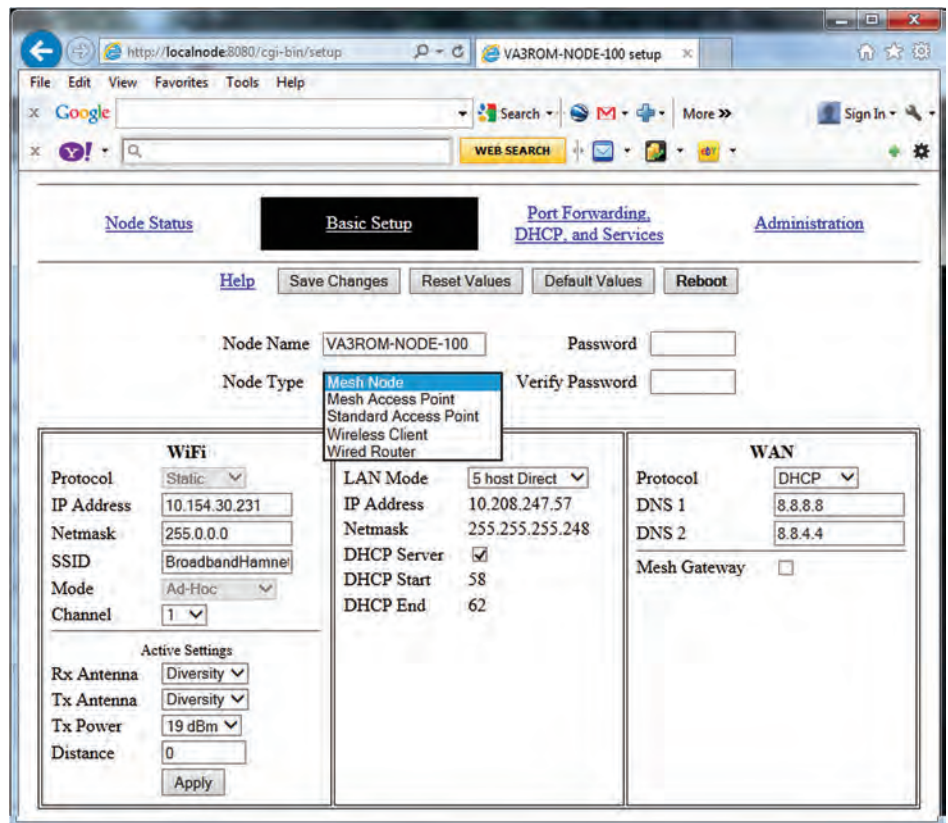 http://localnode:8080/cgi-bin/setup
VA3ROM-NODE-100 setup
File Edit View Favorites Tools Help
x Google Search More »  Sign In
x Y! WEB SEARCH ebY
Node Status
Basic Setup
Port Forwarding,
DHCP, and Services
Administration
Help Save Changes Reset Values Default Values Reboot
Node Name VA3ROM-NODE-100 Password
Node Type Mesh Node Verify Password
Mesh Access Point
Standard Access Point
Wireless Client
Wired Router
WiFi
Protocol Static
IP Address 10.154.30.231
Netmask 255.0.0.0
SSID BroadbandHamnet
Mode Ad-Hoc
Channel 1
Active Settings
Rx Antenna Diversity
Tx Antenna Diversity
Tx Power 19 dBm
Distance 0
Apply
LAN Mode 5 host Direct
IP Address 10.208.247.57
Netmask 255.255.255.248
DHCP Server
DHCP Start 58
DHCP End 62
WAN
Protocol DHCP
DNS 1 8.8.8.8
DNS 2 8.8.4.4
Mesh Gateway